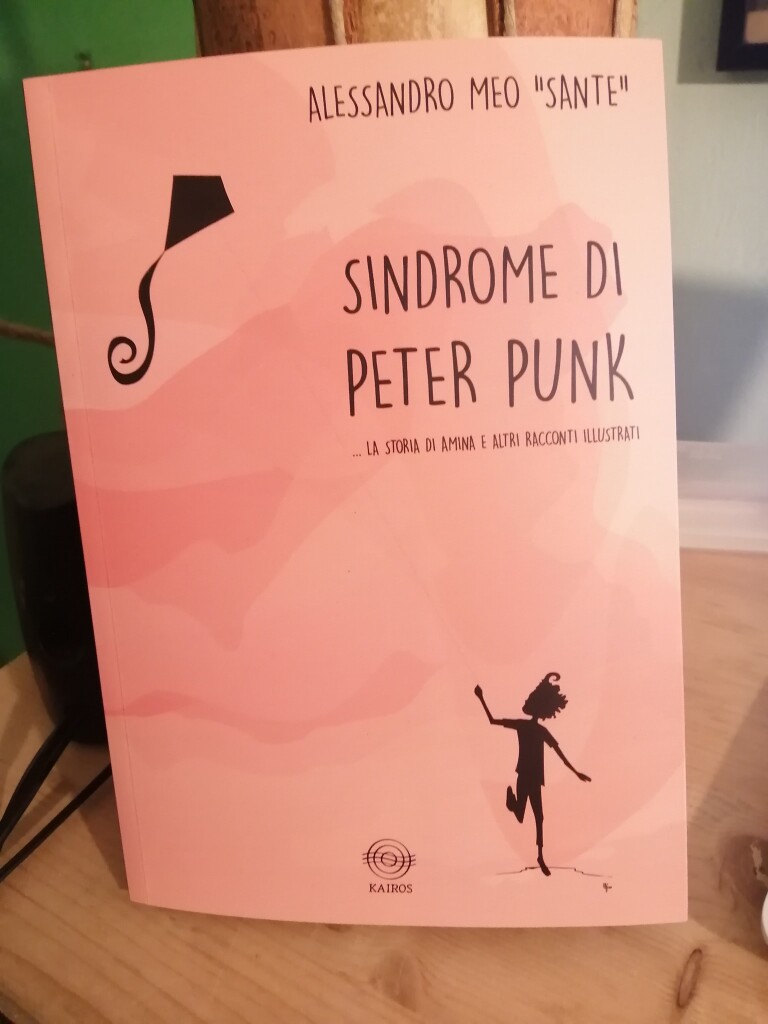 ALESSANDRO MEO "SANTE"
SINDROME DI
PETER PUNK
... LA STORIA DI AMINA E ALTRI RACCONTI ILLUSTRATI
KAIROS